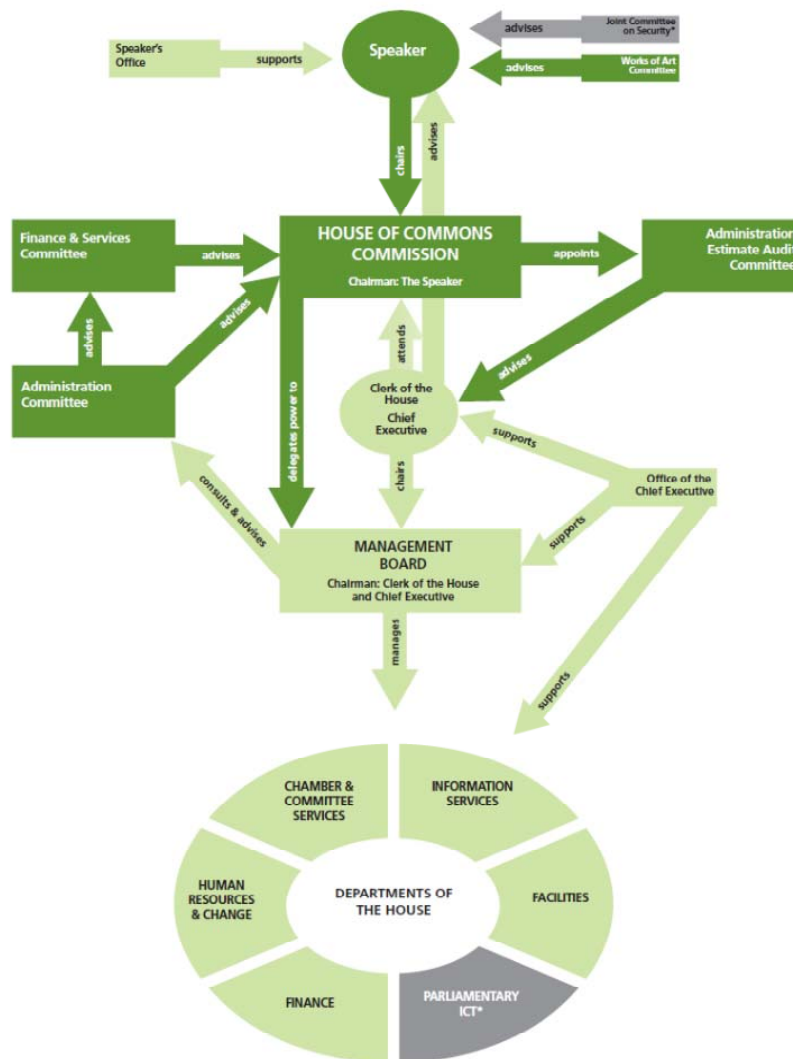 Speaker's
Office
supports
Speaker
advises
Joint Committee
on Security*
advises
Works of Art
Committee
chairs
advises
Finance & Services
Committee
advises
HOUSE OF COMMONS
COMMISSION
Chairman: The Speaker
appoints
Administration
Estimate Audit
Committee
advises
advises
Administration
Committee
delegates power to
attends
Clerk of the
House
Chief
Executive
advises
supports
Office of the
Chief Executive
chairs
consults & advises
supports
MANAGEMENT
BOARD
Chairman: Clerk of the House
and Chief Executive
manages
supports
CHAMBER &
COMMITTEE
SERVICES
INFORMATION
SERVICES
HUMAN
RESOURCES
& CHANGE
DEPARTMENTS OF
THE HOUSE
FACILITIES
FINANCE
PARLIAMENTARY
ICT*